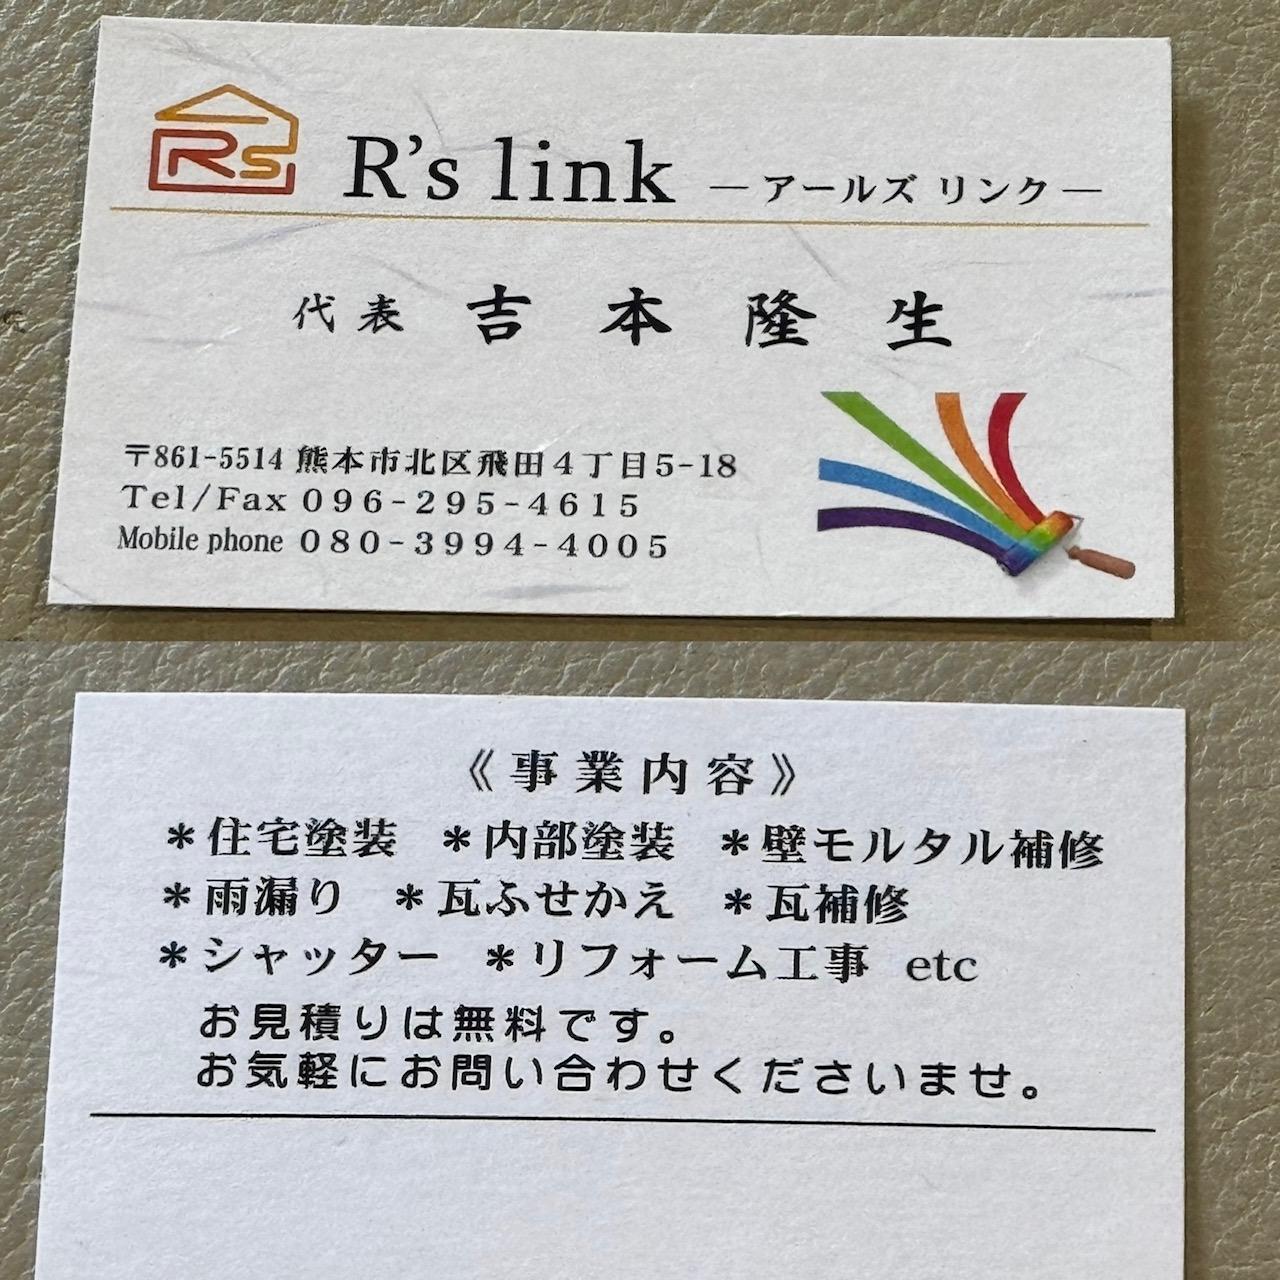 Rs
R's link ―アールズ リンク―
代表 吉本隆生
〒861-5514 熊本市北区飛田4丁目5-18
Tel/Fax 096-295-4615
Mobile phone 080-3994-4005
《事業内容》
＊住宅塗装 ＊内部塗装 ＊壁モルタル補修
＊雨漏り ＊瓦ふせかえ ＊瓦補修
＊シャッター ＊リフォーム工事 etc
お見積りは無料です。
お気軽にお問い合わせくださいませ。